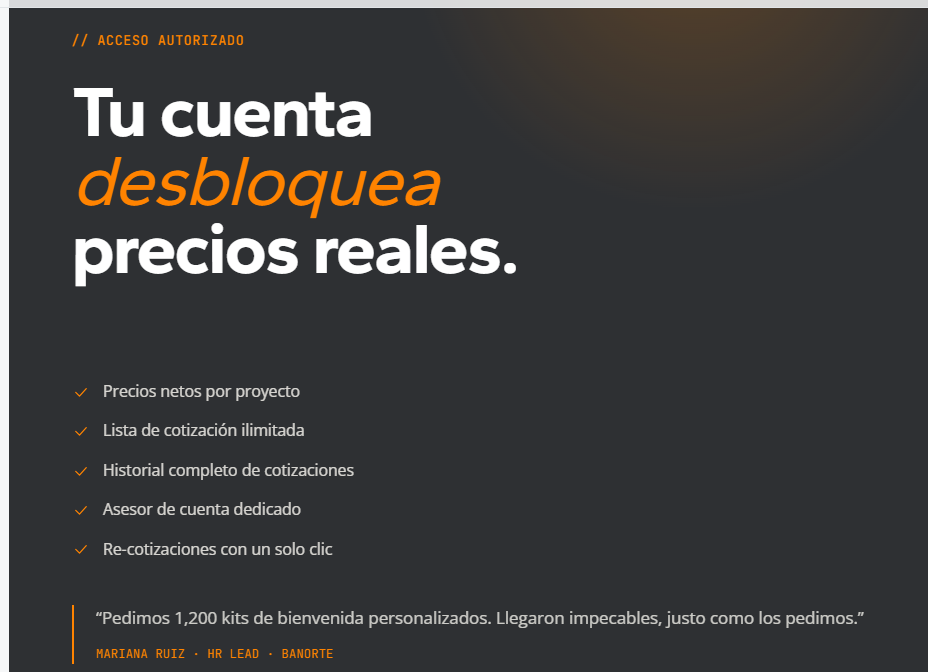 // ACCESO AUTORIZADO
Tu cuenta
desbloquea
precios reales.
Precios netos por proyecto
Lista de cotización ilimitada
Historial completo de cotizaciones
Asesor de cuenta dedicado
Re-cotizaciones con un solo clic
“Pedimos 1,200 kits de bienvenida personalizados. Llegaron impecables, justo como los pedimos.”
MARIANA RUIZ · HR LEAD · BANORTE